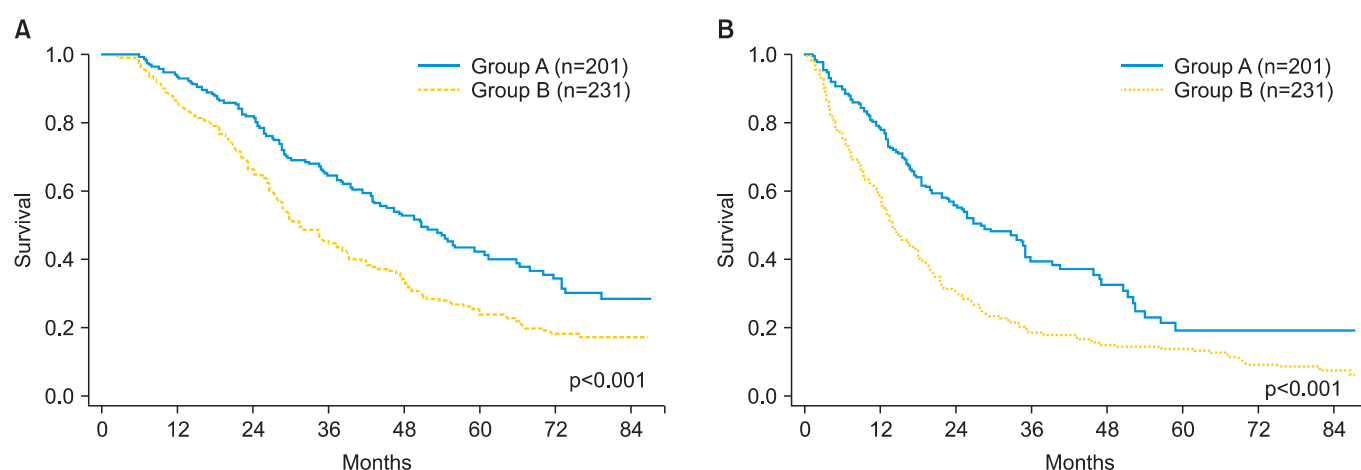 A
Survival
1.0
0.8
0.6
0.4
0.2
0.0
Group A (n=201)
Group B (n=231)
p<0.001
0 12 24 36 48 60 72 84
Months
B
Survival
1.0
0.8
0.6
0.4
0.2
0.0
Group A (n=201)
Group B (n=231)
p<0.001
0 12 24 36 48 60 72 84
Months